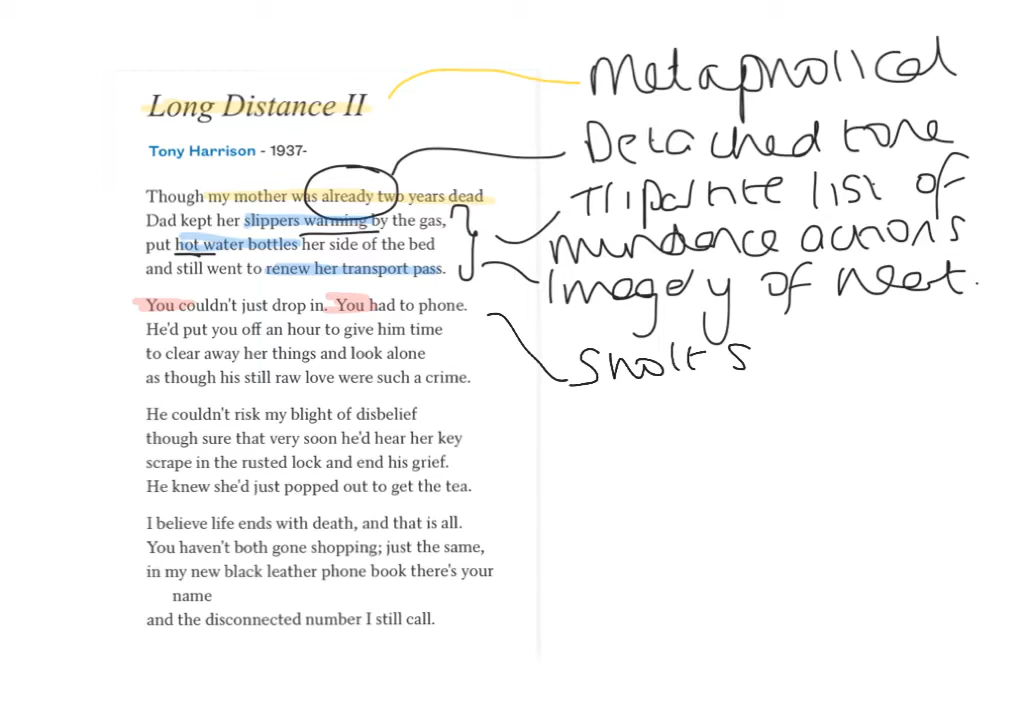 Long Distance II
Tony Harrison - 1937-
Though my mother was already two years dead
Dad kept her slippers warming by the gas,
put hot water bottles her side of the bed
and still went to renew her transport pass.
You couldn't just drop in. You had to phone.
He'd put you off an hour to give him time
to clear away her things and look alone
as though his still raw love were such a crime.
He couldn't risk my blight of disbelief
though sure that very soon he'd hear her key
scrape in the rusted lock and end his grief.
He knew she'd just popped out to get the tea.
I believe life ends with death, and that is all.
You haven't both gone shopping; just the same,
in my new black leather phone book there's your
name
and the disconnected number I still call.
Metaphorical
Detached tone
Tripartite list of
mundane actions
Imagery of heat.
Short s